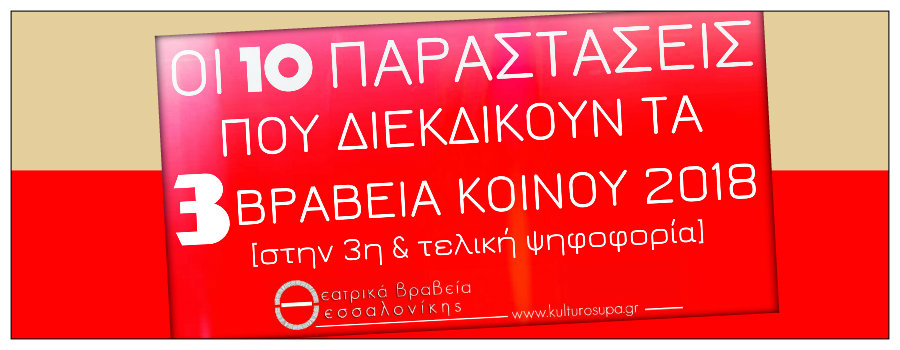 ΟΙ 10 ΠΑΡΑΣΤΑΣΕΙΣ
ΠΟΥ ΔΙΕΚΔΙΚΟΥΝ ΤΑ
3 ΒΡΑΒΕΙΑ ΚΟΙΝΟΥ 2018
[στην 3η & τελική ψηφοφορία]
Θεατρικά Βραβεία
Θεσσαλονίκης
www.kulturosupa.gr